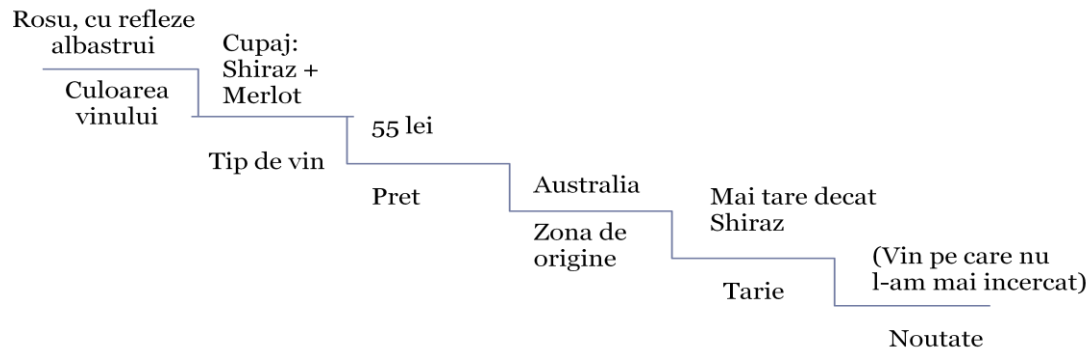 Rosu, cu refleze
albastrui
Culoarea
vinului
Cupaj:
Shiraz +
Merlot
Tip de vin
55 lei
Pret
Australia
Zona de
origine
Mai tare decat
Shiraz
Tarie
(Vin pe care nu
l-am mai incercat)
Noutate